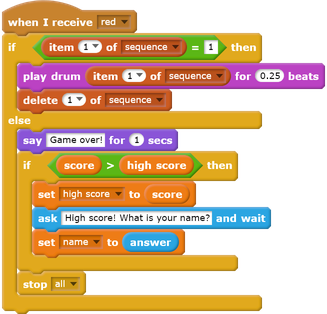 when I receive red
if item 1 of sequence = 1 then
play drum item 1 of sequence for 0.25 beats
delete 1 of sequence
else
say Game over! for 1 secs
if score > high score then
set high score to score
ask High score! What is your name? and wait
set name to answer
stop all